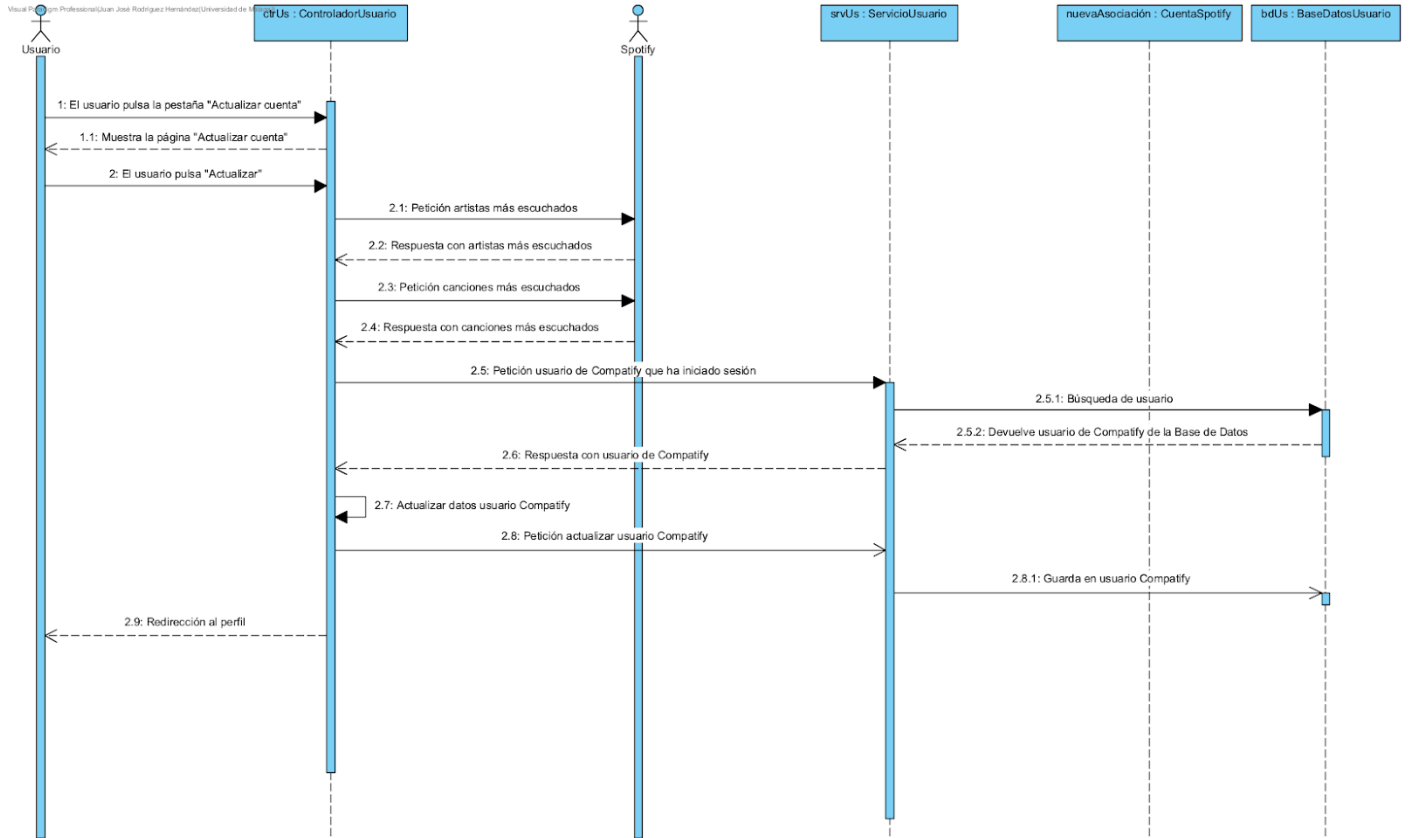 Visual Paradigm Professional(Juan José Rodríguez Hernández(Universidad de
ctrUs : ControladorUsuario
srvUs : ServicioUsuario
nuevaAsociación : CuentaSpotify
bdUs : BaseDatosUsuario
Usuario
Spotify
1: El usuario pulsa la pestaña "Actualizar cuenta"
1.1: Muestra la página "Actualizar cuenta"
2: El usuario pulsa "Actualizar"
2.1: Petición artistas más escuchados
2.2: Respuesta con artistas más escuchados
2.3: Petición canciones más escuchados
2.4: Respuesta con canciones más escuchados
2.5: Petición usuario de Compatify que ha iniciado sesión
2.5.1: Búsqueda de usuario
2.5.2: Devuelve usuario de Compatify de la Base de Datos
2.6: Respuesta con usuario de Compatify
2.7: Actualizar datos usuario Compatify
2.8: Petición actualizar usuario Compatify
2.8.1: Guarda en usuario Compatify
2.9: Redirección al perfil